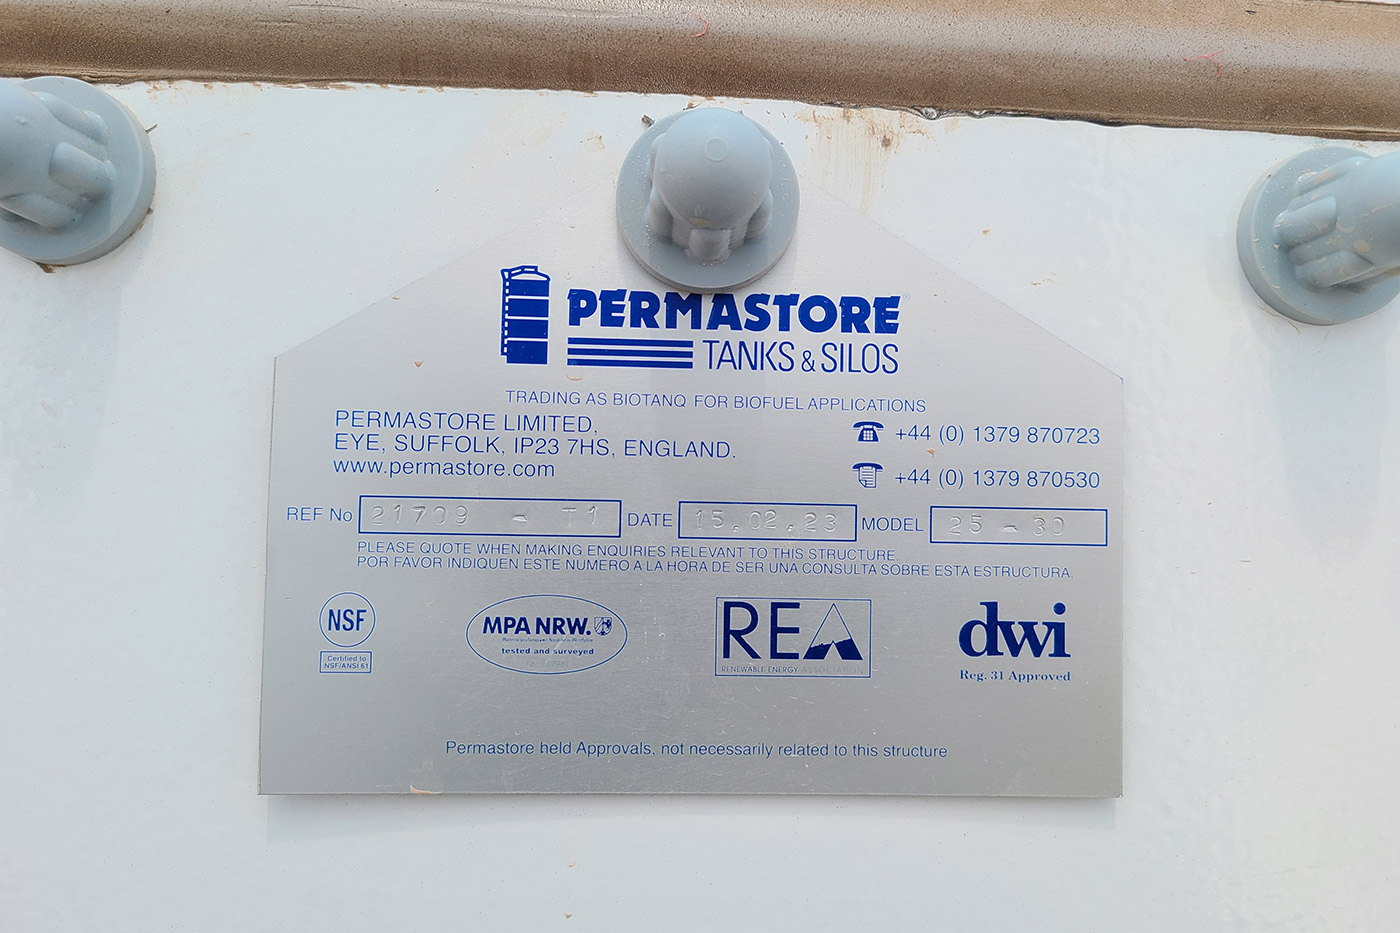 PERMASTORE
TANKS & SILOS
TRADING AS BIOTANQ FOR BIOFUEL APPLICATIONS
PERMASTORE LIMITED,
EYE, SUFFOLK, IP23 7HS, ENGLAND.
www.permastore.com
+44 (0) 1379 870723
+44 (0) 1379 870530
REF No 21709 - T1 DATE 15.02.23 MODEL 25 - 30
PLEASE QUOTE WHEN MAKING ENQUIRIES RELEVANT TO THIS STRUCTURE.
POR FAVOR INDIQUEN ESTE NUMERO A LA HORA DE SER UNA CONSULTA SOBRE ESTA ESTRUCTURA.
NSF
Certified to
NSF/ANSI 61
MPA NRW.
tested and surveyed
REA
RENEWABLE ENERGY ASSOCIATION
dwi
Reg. 31 Approved
Permastore held Approvals, not necessarily related to this structure